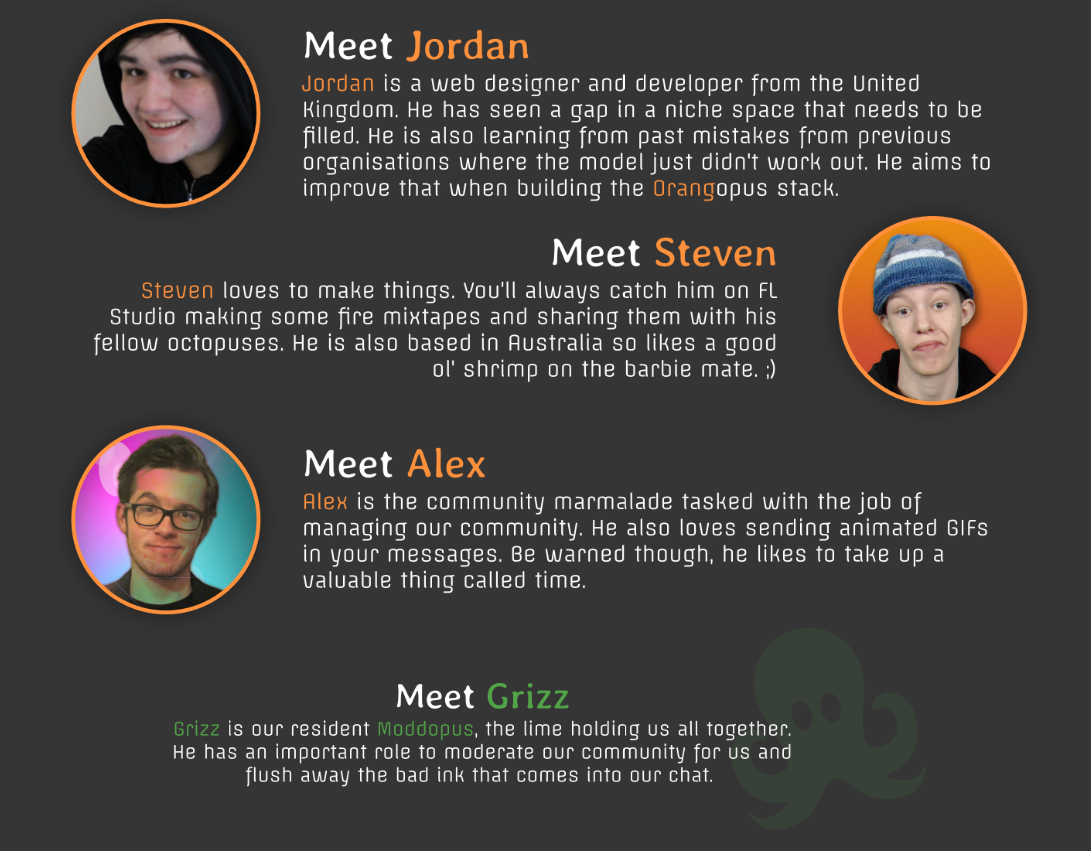 Meet Jordan
Jordan is a web designer and developer from the United
Kingdom. He has seen a gap in a niche space that needs to be
filled. He is also learning from past mistakes from previous
organisations where the model just didn't work out. He aims to
improve that when building the Orangopus stack.
Meet Steven
Steven loves to make things. You'll always catch him on FL
Studio making some fire mixtapes and sharing them with his
fellow octopuses. He is also based in Australia so likes a good
ol' shrimp on the barbie mate. ;)
Meet Alex
Alex is the community marmalade tasked with the job of
managing our community. He also loves sending animated GIFs
in your messages. Be warned though, he likes to take up a
valuable thing called time.
Meet Grizz
Grizz is our resident Moddopus, the lime holding us all together.
He has an important role to moderate our community for us and
flush away the bad ink that comes into our chat.